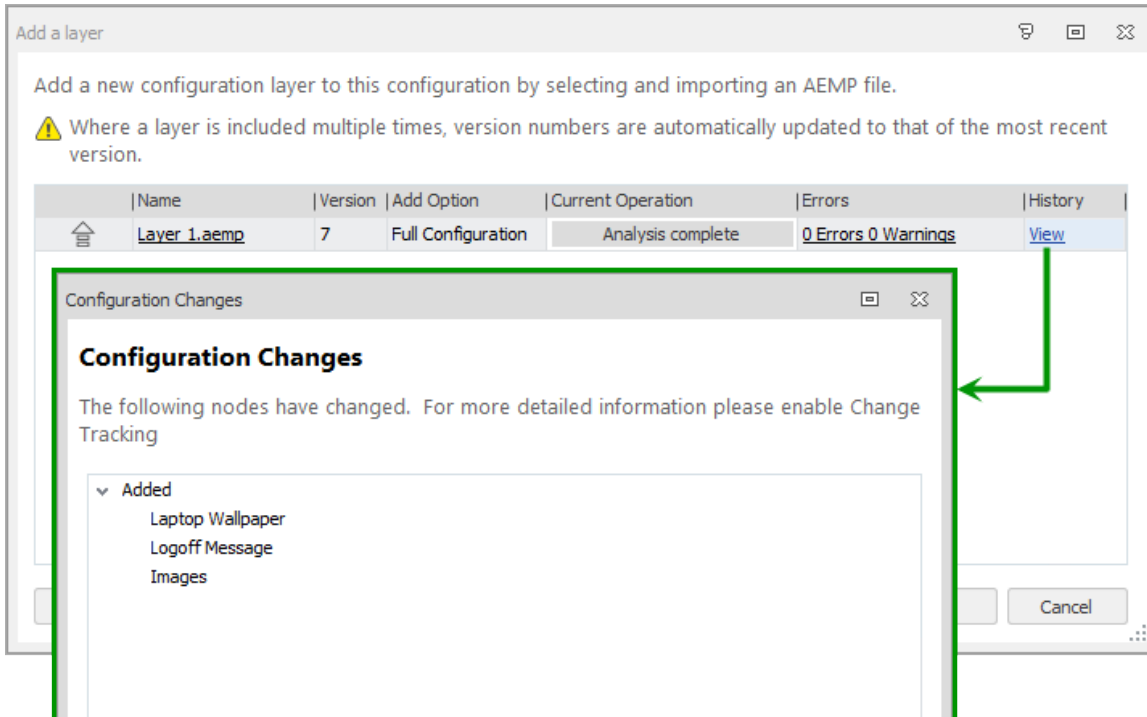 Add a layer
Add a new configuration layer to this configuration by selecting and importing an AEMP file.
Where a layer is included multiple times, version numbers are automatically updated to that of the most recent
version.
|Name |Version |Add Option |Current Operation |Errors |History |
Layer 1.aemp 7 Full Configuration Analysis complete 0 Errors 0 Warnings View
Configuration Changes
Configuration Changes
The following nodes have changed. For more detailed information please enable Change
Tracking
Added
Laptop Wallpaper
Logoff Message
Images
Cancel